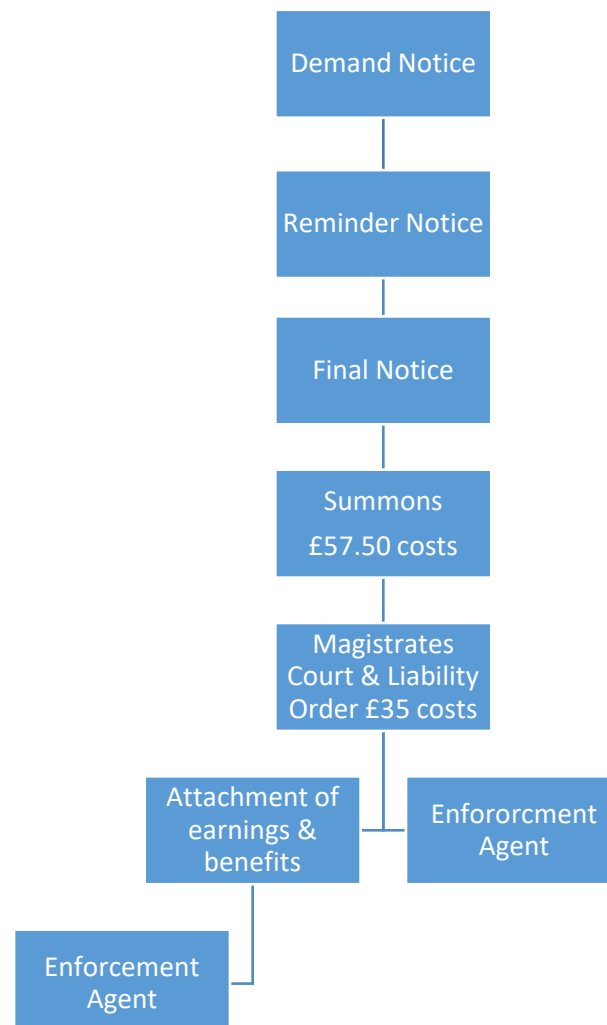 Demand Notice
Reminder Notice
Final Notice
Summons
£57.50 costs
Magistrates
Court & Liability
Order £35 costs
Attachment of
earnings &
benefits
Enfororcment
Agent
Enforcement
Agent